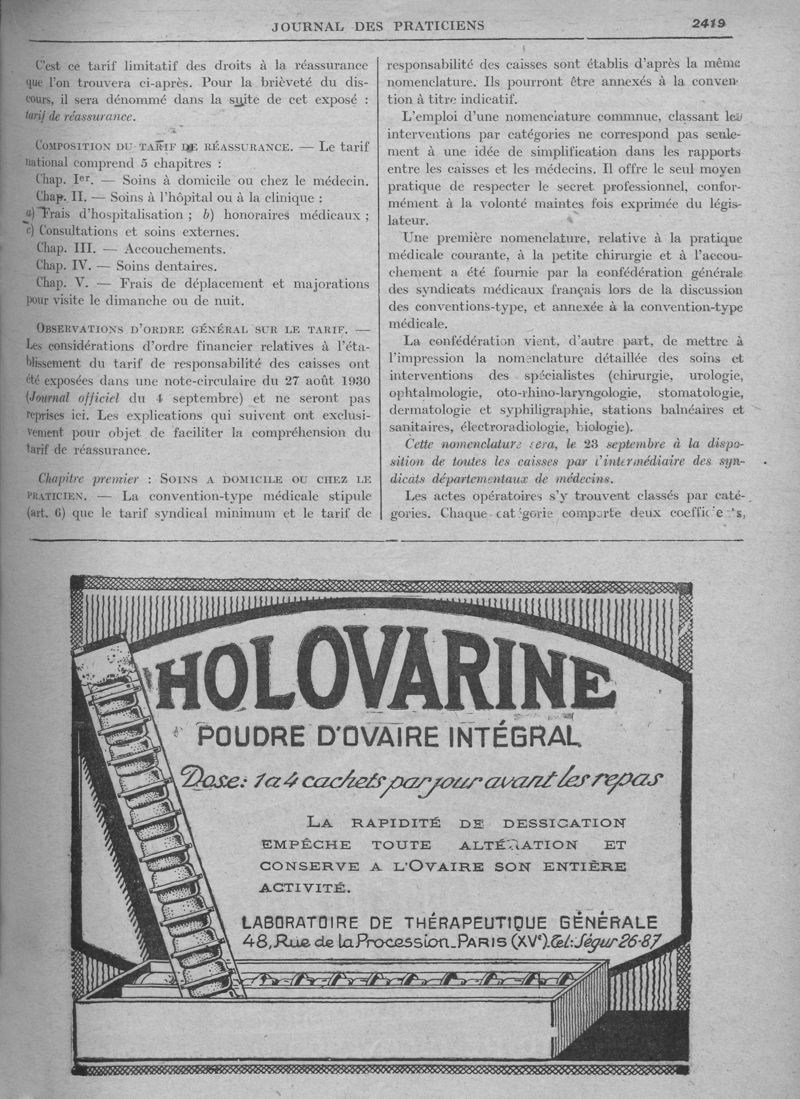 JOURNAL DES PRATICIENS 2419
C'est ce tarif limitatif des droits à la réassurance
que l'on trouvera ci-après. Pour la brièveté du dis-
cours, il sera dénommé dans la suite de cet exposé :
tarif de réassurance.
COMPOSITION DU TARIF DE RÉASSURANCE. — Le tarif
national comprend 5 chapitres :
Chap. Ier. — Soins à domicile ou chez le médecin.
Chap. II. — Soins à l'hôpital ou à la clinique :
a) Frais d'hospitalisation ; b) honoraires médicaux ;
c) Consultations et soins externes.
Chap. III. — Accouchements.
Chap. IV. — Soins dentaires.
Chap. V. — Frais de déplacement et majorations
pour visite le dimanche ou de nuit.
OBSERVATIONS D'ORDRE GÉNÉRAL SUR LE TARIF. —
Les considérations d'ordre financier relatives à l'éta-
blissement du tarif de responsabilité des caisses ont
été exposées dans une note-circulaire du 27 août 1930
(Journal officiel du 4 septembre) et ne seront pas
reprises ici. Les explications qui suivent ont exclusi-
vement pour objet de faciliter la compréhension du
tarif de réassurance.
Chapitre premier : SOINS A DOMICILE OU CHEZ LE
PRATICIEN. — La convention-type médicale stipule
(art. 6) que le tarif syndical minimum et le tarif de
responsabilité des caisses sont établis d'après la même
nomenclature. Ils pourront être annexés à la conven-
tion à titre indicatif.
L'emploi d'une nomenclature commnue, classant les
interventions par catégories ne correspond pas seule-
ment à une idée de simplification dans les rapports
entre les caisses et les médecins. Il offre le seul moyen
pratique de respecter le secret professionnel, confor-
mément à la volonté maintes fois exprimée du légis-
lateur.
Une première nomenclature, relative à la pratique
médicale courante, à la petite chirurgie et à l'accou-
chement a été fournie par la confédération générale
des syndicats médicaux français lors de la discussion
des conventions-type, et annexée à la convention-type
médicale.
La confédération vient, d'autre part, de mettre à
l'impression la nomenclature détaillée des soins et
interventions des spécialistes (chirurgie, urologie,
ophtalmologie, oto-rhino-laryngologie, stomatologie,
dermatologie et syphiligraphie, stations balnéaires et
sanitaires, électroradiologie, biologie).
Cette nomenclature sera, le 23 septembre à la dispo-
sition de toutes les caisses par l'intermédiaire des syn-
dicats départementaux de médecins.
Les actes opératoires s'y trouvent classés par caté-
gories. Chaque catégorie comporte deux coefficients,
HOLOVARINE
POUDRE D'OVAIRE INTÉGRAL
Dose: 1 a 4 cachets par jour avant les repas
LA RAPIDITÉ DE DESSICATION
EMPÊCHE TOUTE ALTÉRATION ET
CONSERVE A L'OVAIRE SON ENTIÈRE
ACTIVITÉ.
LABORATOIRE DE THÉRAPEUTIQUE GÉNÉRALE
48, Rue de la Procession_PARIS (XVe). Tel: Ségur 26-87